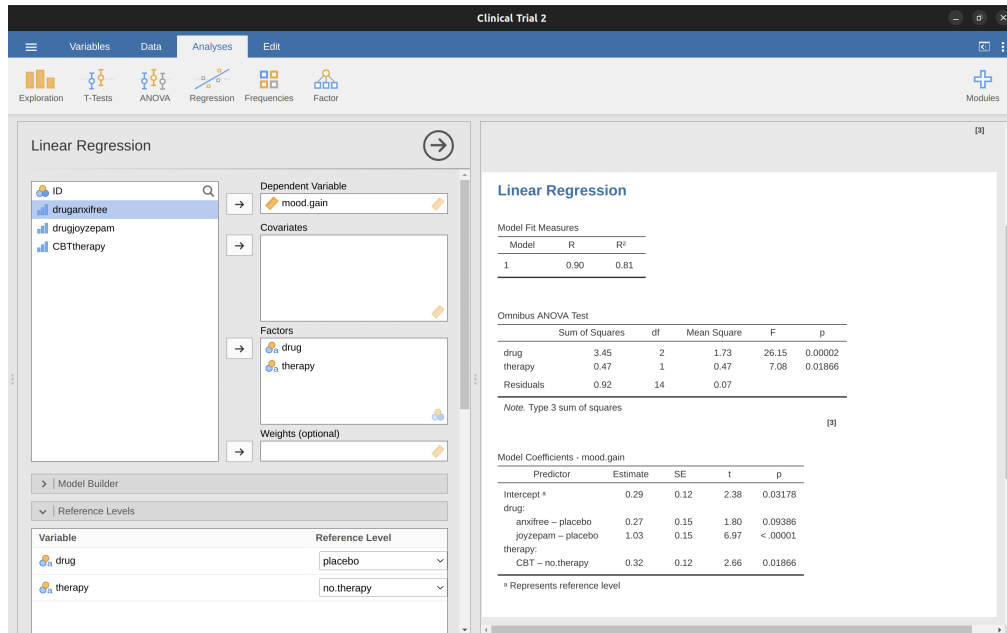 Clinical Trial 2
Variables Data Analyses Edit
Exploration T-Tests ANOVA Regression Frequencies Factor Modules
Linear Regression
ID
druganxifree
drugjoyzepam
CBTtherapy
Dependent Variable
mood.gain
Covariates
Factors
drug
therapy
Weights (optional)
Model Builder
Reference Levels
Variable Reference Level
drug placebo
therapy no.therapy
[3]
Linear Regression
Model Fit Measures
Model R R²
1 0.90 0.81
Omnibus ANOVA Test
Sum of Squares df Mean Square F p
drug 3.45 2 1.73 26.15 0.00002
therapy 0.47 1 0.47 7.08 0.01866
Residuals 0.92 14 0.07
Note. Type 3 sum of squares
[3]
Model Coefficients - mood.gain
Predictor Estimate SE t p
Intercept ᵃ 0.29 0.12 2.38 0.03178
drug:
anxifree – placebo 0.27 0.15 1.80 0.09386
joyzepam – placebo 1.03 0.15 6.97 < .00001
therapy:
CBT – no.therapy 0.32 0.12 2.66 0.01866
ᵃ Represents reference level